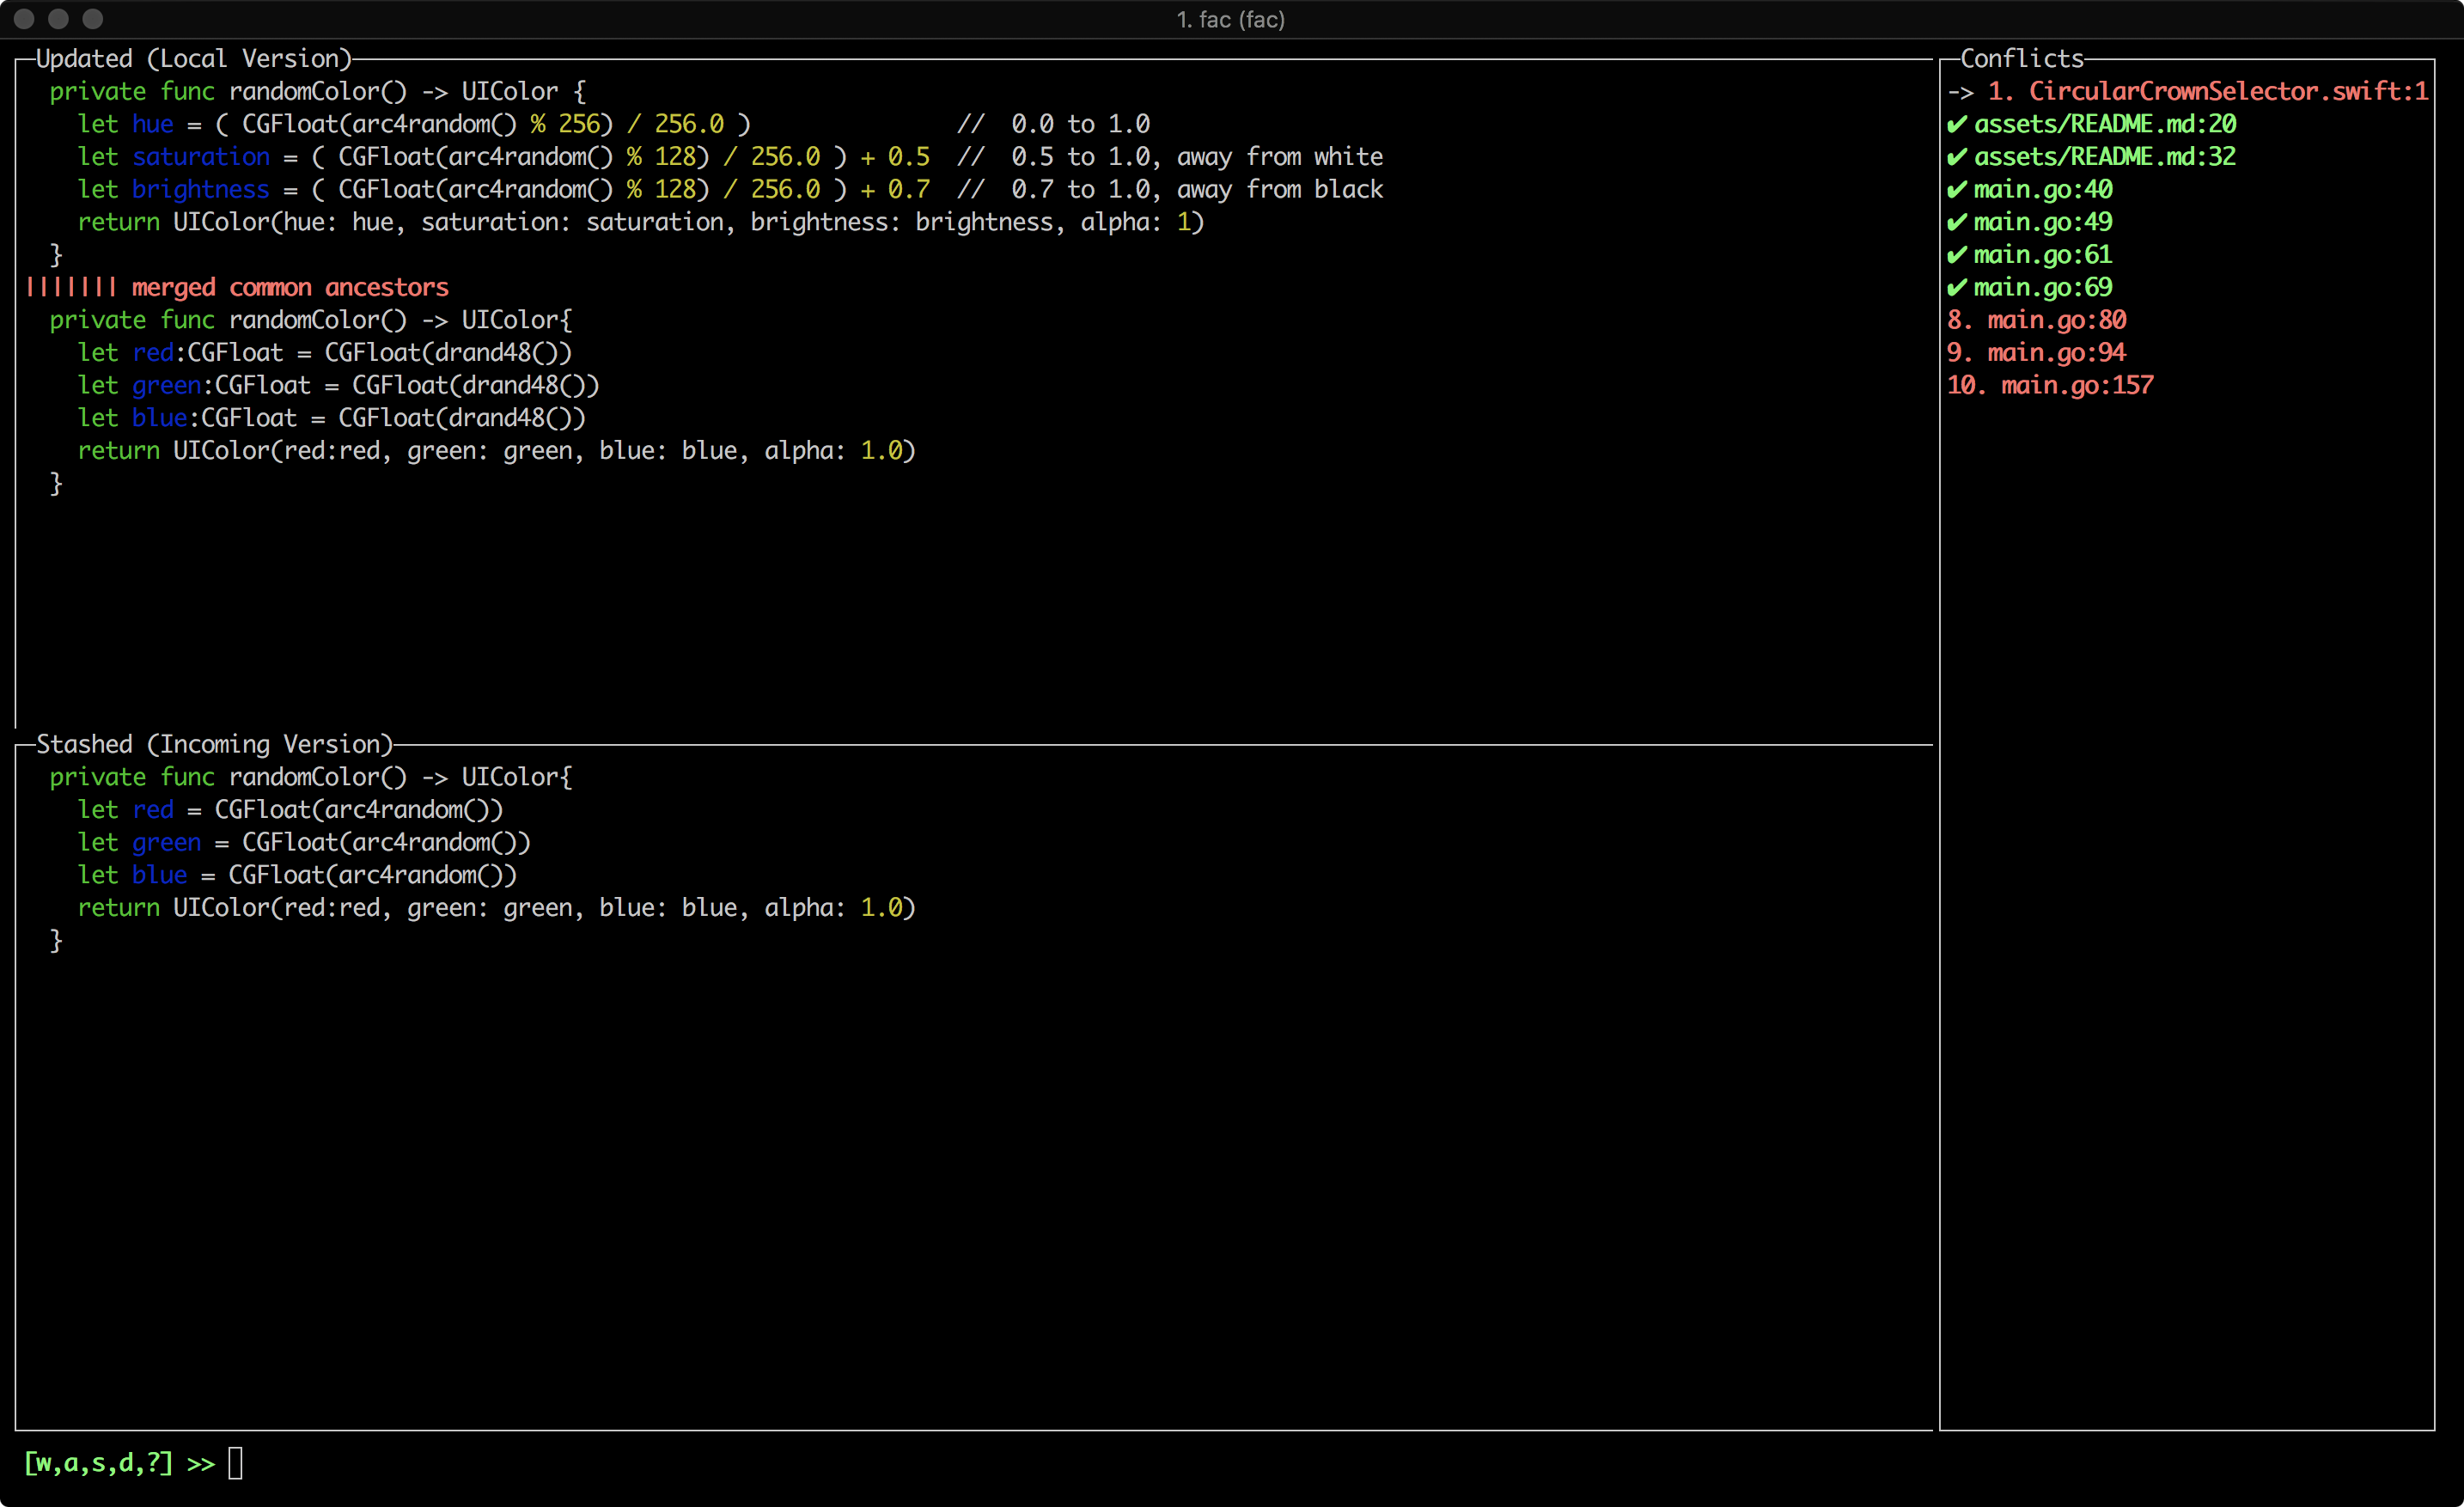 1. fac (fac)
Updated (Local Version)
private func randomColor() -> UIColor {
  let hue = ( CGFloat(arc4random() % 256) / 256.0 )               //  0.0 to 1.0
  let saturation = ( CGFloat(arc4random() % 128) / 256.0 ) + 0.5  //  0.5 to 1.0, away from white
  let brightness = ( CGFloat(arc4random() % 128) / 256.0 ) + 0.7  //  0.7 to 1.0, away from black
  return UIColor(hue: hue, saturation: saturation, brightness: brightness, alpha: 1)
}
||||||| merged common ancestors
private func randomColor() -> UIColor{
  let red:CGFloat = CGFloat(drand48())
  let green:CGFloat = CGFloat(drand48())
  let blue:CGFloat = CGFloat(drand48())
  return UIColor(red:red, green: green, blue: blue, alpha: 1.0)
}
Stashed (Incoming Version)
private func randomColor() -> UIColor{
  let red = CGFloat(arc4random())
  let green = CGFloat(arc4random())
  let blue = CGFloat(arc4random())
  return UIColor(red:red, green: green, blue: blue, alpha: 1.0)
}
Conflicts
-> 1. CircularCrownSelector.swift:1
✔ assets/README.md:20
✔ assets/README.md:32
✔ main.go:40
✔ main.go:49
✔ main.go:61
✔ main.go:69
8. main.go:80
9. main.go:94
10. main.go:157
[w,a,s,d,?] >>